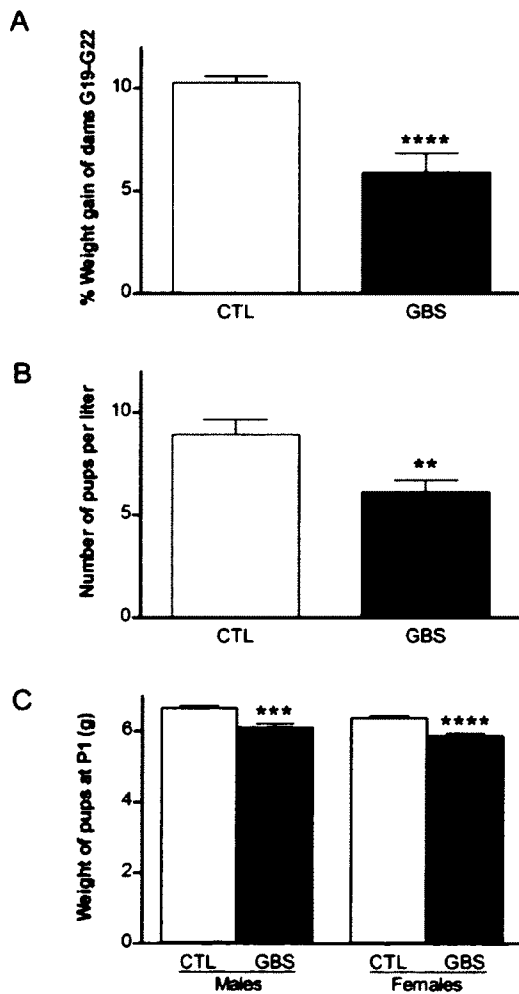 A
% Weight gain of dams G19-G22
10
5
0
****
CTL GBS
B
Number of pups per liter
10
5
0
**
CTL GBS
C
Weight of pups at P1 (g)
6
4
2
0
*** ****
CTL GBS CTL GBS
Males Females